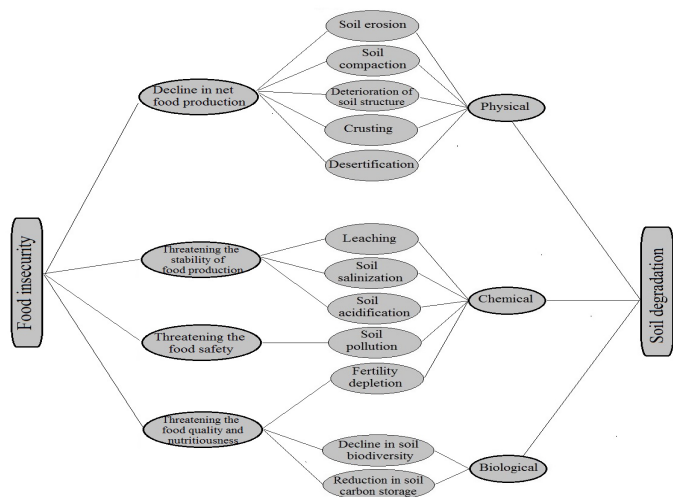 Food insecurity
Decline in net
food production
Threatening the
stability of
food production
Threatening the
food safety
Threatening the
food quality and
nutritiousness
Soil erosion
Soil
compaction
Deterioration of
soil structure
Crusting
Desertification
Leaching
Soil
salinization
Soil
acidification
Soil
pollution
Fertility
depletion
Decline in soil
biodiversity
Reduction in soil
carbon storage
Physical
Chemical
Biological
Soil degradation